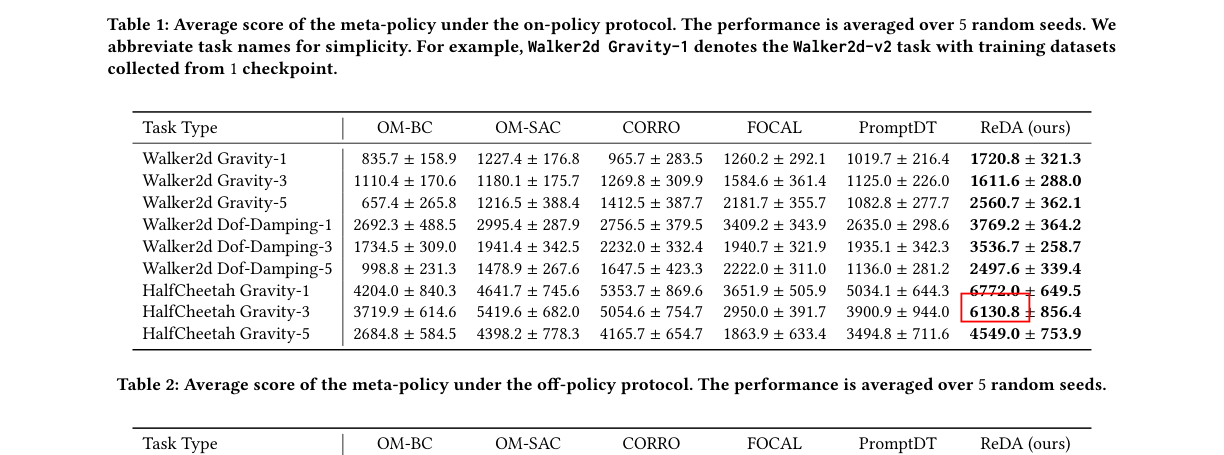 Table 1: Average score of the meta-policy under the on-policy protocol. The performance is averaged over 5 random seeds. We
abbreviate task names for simplicity. For example, Walker2d Gravity-1 denotes the Walker2d-v2 task with training datasets
collected from 1 checkpoint.
Task Type OM-BC OM-SAC CORRO FOCAL PromptDT ReDA (ours)
Walker2d Gravity-1 835.7 ± 158.9 1227.4 ± 176.8 965.7 ± 283.5 1260.2 ± 292.1 1019.7 ± 216.4 1720.8 ± 321.3
Walker2d Gravity-3 1110.4 ± 170.6 1180.1 ± 175.7 1269.8 ± 309.9 1584.6 ± 361.4 1125.0 ± 226.0 1611.6 ± 288.0
Walker2d Gravity-5 657.4 ± 265.8 1216.5 ± 388.4 1412.5 ± 387.7 2181.7 ± 355.7 1082.8 ± 277.7 2560.7 ± 362.1
Walker2d Dof-Damping-1 2692.3 ± 488.5 2995.4 ± 287.9 2756.5 ± 379.5 3409.2 ± 343.9 2635.0 ± 298.6 3769.2 ± 364.2
Walker2d Dof-Damping-3 1734.5 ± 309.0 1941.4 ± 342.5 2232.0 ± 332.4 1940.7 ± 321.9 1935.1 ± 342.3 3536.7 ± 258.7
Walker2d Dof-Damping-5 998.8 ± 231.3 1478.9 ± 267.6 1647.5 ± 423.3 2222.0 ± 311.0 1136.0 ± 281.2 2497.6 ± 339.4
HalfCheetah Gravity-1 4204.0 ± 840.3 4641.7 ± 745.6 5353.7 ± 869.6 3651.9 ± 505.9 5034.1 ± 644.3 6772.0 ± 649.5
HalfCheetah Gravity-3 3719.9 ± 614.6 5419.6 ± 682.0 5054.6 ± 754.7 2950.0 ± 391.7 3900.9 ± 944.0 6130.8 ± 856.4
HalfCheetah Gravity-5 2684.8 ± 584.5 4398.2 ± 778.3 4165.7 ± 654.7 1863.9 ± 633.4 3494.8 ± 711.6 4549.0 ± 753.9
Table 2: Average score of the meta-policy under the off-policy protocol. The performance is averaged over 5 random seeds.
Task Type OM-BC OM-SAC CORRO FOCAL PromptDT ReDA (ours)